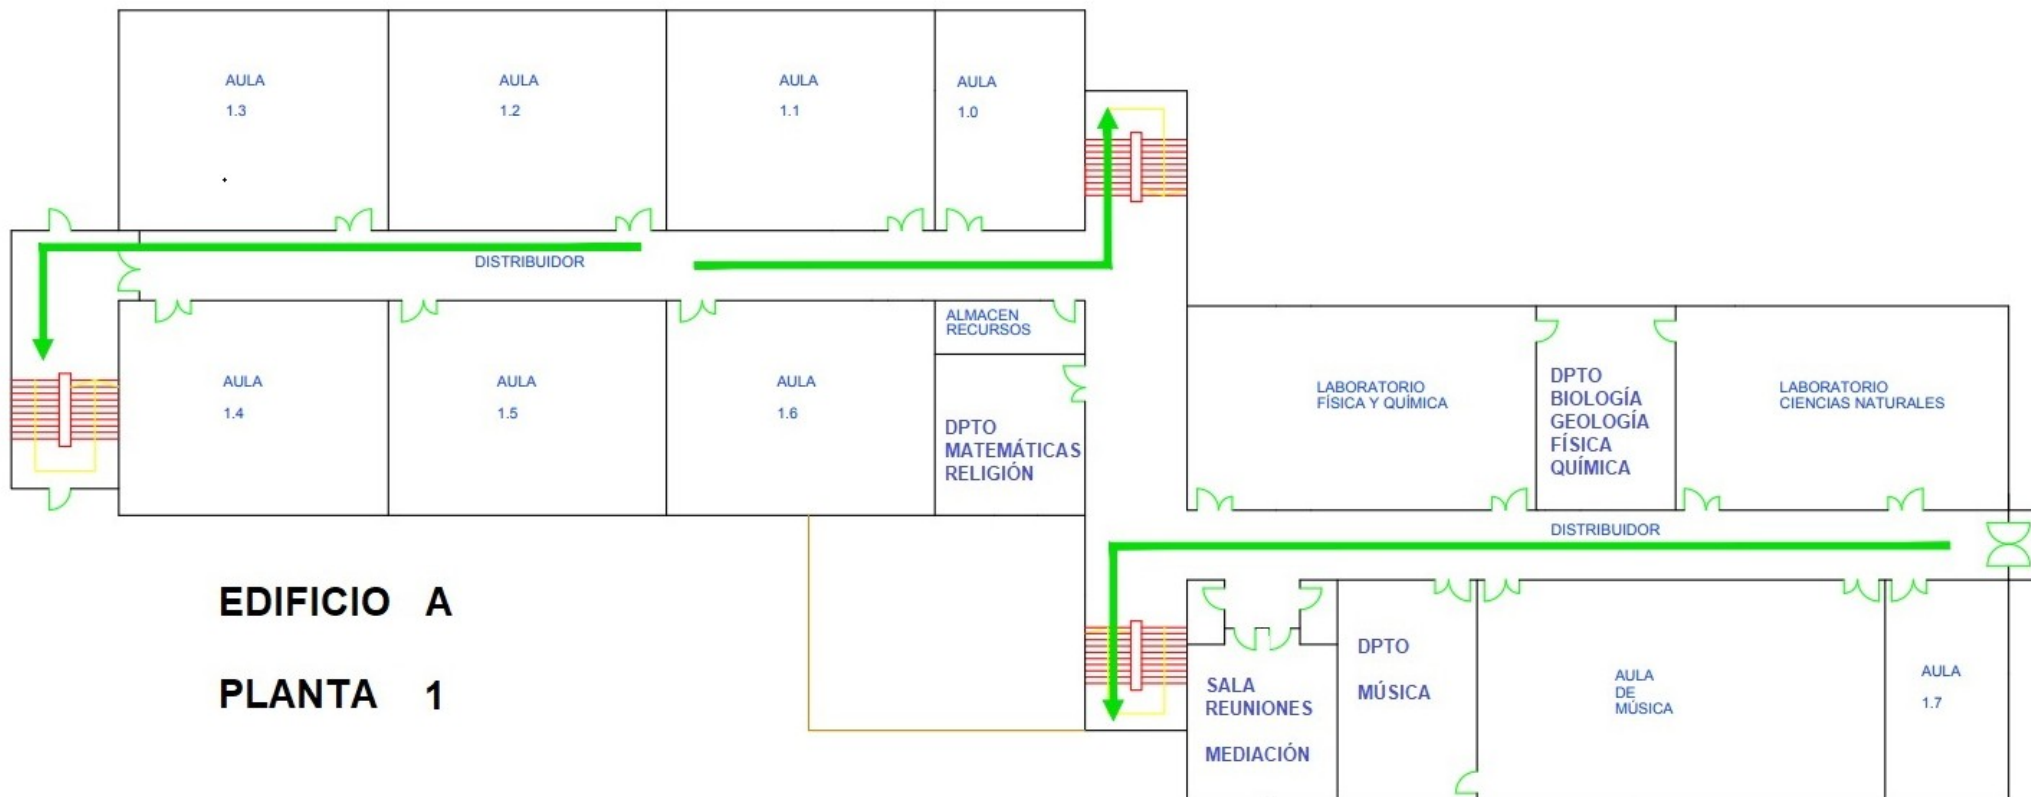 AULA
1.3
AULA
1.2
AULA
1.1
AULA
1.0
DISTRIBUIDOR
ALMACEN
RECURSOS
AULA
1.4
AULA
1.5
AULA
1.6
DPTO
MATEMÁTICAS
RELIGIÓN
LABORATORIO
FÍSICA Y QUÍMICA
DPTO
BIOLOGÍA
GEOLOGÍA
FÍSICA
QUÍMICA
LABORATORIO
CIENCIAS NATURALES
DISTRIBUIDOR
EDIFICIO A
PLANTA 1
SALA
REUNIONES
MEDIACIÓN
DPTO
MÚSICA
AULA
DE
MÚSICA
AULA
1.7